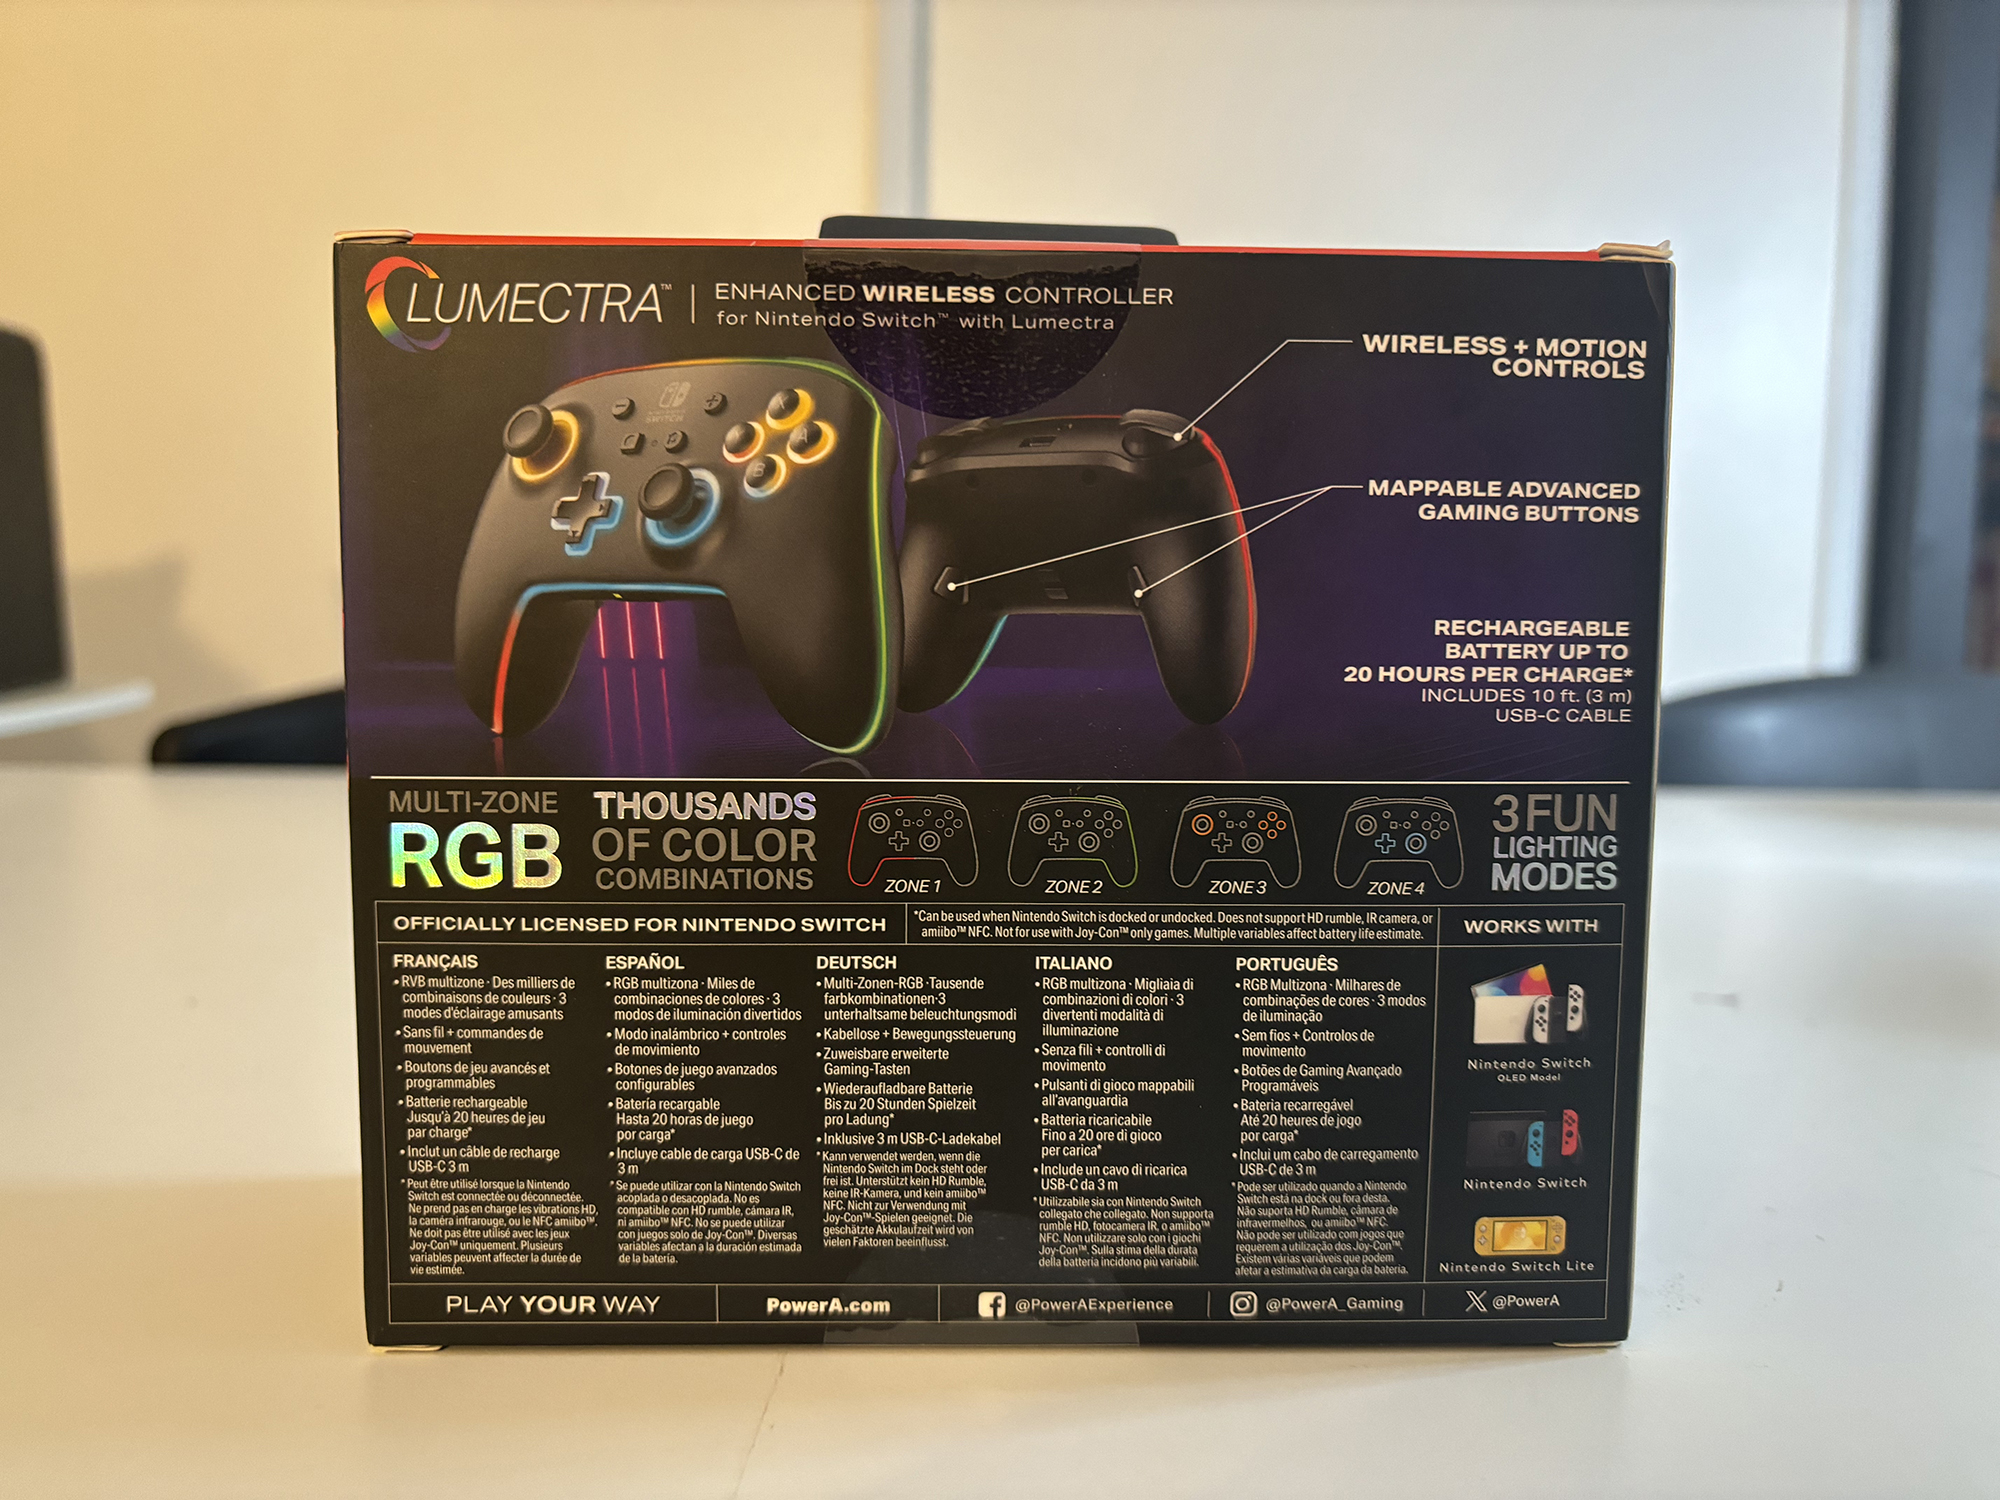 LUMECTRA™
ENHANCED WIRELESS CONTROLLER
for Nintendo Switch™ with Lumectra
WIRELESS + MOTION
CONTROLS
MAPPABLE ADVANCED
GAMING BUTTONS
RECHARGEABLE
BATTERY UP TO
20 HOURS PER CHARGE*
INCLUDES 10 ft. (3 m)
USB-C CABLE
SWITCH
X
A
B
MULTI-ZONE
RGB
THOUSANDS
OF COLOR
COMBINATIONS
ZONE 1
ZONE 2
ZONE 3
ZONE 4
3 FUN
LIGHTING
MODES
OFFICIALLY LICENSED FOR NINTENDO SWITCH
*Can be used when Nintendo Switch is docked or undocked. Does not support HD rumble, IR camera, or
amiibo™ NFC. Not for use with Joy-Con™ only games. Multiple variables affect battery life estimate.
WORKS WITH
FRANÇAIS
• RVB multizone · Des milliers de
combinaisons de couleurs · 3
modes d'éclairage amusants
• Sans fil + commandes de
mouvement
• Boutons de jeu avancés et
programmables
• Batterie rechargeable
Jusqu'à 20 heures de jeu
par charge*
• Inclut un câble de recharge
USB-C 3 m
*Peut être utilisé lorsque la Nintendo
Switch est connectée ou déconnectée.
Ne prend pas en charge les vibrations HD,
la caméra infrarouge, ou le NFC amiibo™.
Ne doit pas être utilisé avec les jeux
Joy-Con™ uniquement. Plusieurs
variables peuvent affecter la durée de
vie estimée.
ESPAÑOL
• RGB multizona · Miles de
combinaciones de colores · 3
modos de iluminación divertidos
• Modo inalámbrico + controles
de movimiento
• Botones de juego avanzados
configurables
• Batería recargable
Hasta 20 horas de juego
por carga*
• Incluye cable de carga USB-C de
3 m
*Se puede utilizar con la Nintendo Switch
acoplada o desacoplada. No es
compatible con HD rumble, cámara IR,
ni amiibo™ NFC. No se puede utilizar
con juegos solo de Joy-Con™. Diversas
variables afectan a la duración estimada
de la batería.
DEUTSCH
• Multi-Zonen-RGB · Tausende
farbkombinationen · 3
unterhaltsame beleuchtungsmodi
• Kabellose + Bewegungssteuerung
• Zuweisbare erweiterte
Gaming-Tasten
• Wiederaufladbare Batterie
Bis zu 20 Stunden Spielzeit
pro Ladung*
• Inklusive 3 m USB-C-Ladekabel
*Kann verwendet werden, wenn die
Nintendo Switch im Dock steht oder
frei ist. Unterstützt kein HD Rumble,
keine IR-Kamera, und kein amiibo™
NFC. Nicht zur Verwendung mit
Joy-Con™-Spielen geeignet. Die
geschätzte Akkulaufzeit wird von
vielen Faktoren beeinflusst.
ITALIANO
• RGB multizona · Migliaia di
combinazioni di colori · 3
divertenti modalità di
illuminazione
• Senza fili + controlli di
movimento
• Pulsanti di gioco mappabili
all'avanguardia
• Batteria ricaricabile
Fino a 20 ore di gioco
per carica*
• Include un cavo di ricarica
USB-C da 3 m
*Utilizzabile sia con Nintendo Switch
collegato che collegato. Non supporta
rumble HD, fotocamera IR, o amiibo™
NFC. Non utilizzare solo con i giochi
Joy-Con™. Sulla stima della durata
della batteria incidono più variabili.
PORTUGUÊS
• RGB Multizona · Milhares de
combinações de cores · 3 modos
de iluminação
• Sem fios + Controlos de
movimento
• Botões de Gaming Avançado
Programáveis
• Bateria recarregável
Até 20 horas de jogo
por carga*
• Inclui um cabo de carregamento
USB-C de 3 m
*Pode ser utilizado quando a Nintendo
Switch está na dock ou fora desta.
Não suporta HD Rumble, câmara de
infravermelhos, ou amiibo™ NFC.
Não pode ser utilizado com jogos que
requerem a utilização dos Joy-Con™.
Existem várias variáveis que podem
afetar a estimativa da carga da bateria.
Nintendo Switch
OLED Model
Nintendo Switch
Nintendo Switch Lite
PLAY YOUR WAY
PowerA.com
@PowerAExperience
@PowerA_Gaming
@PowerA